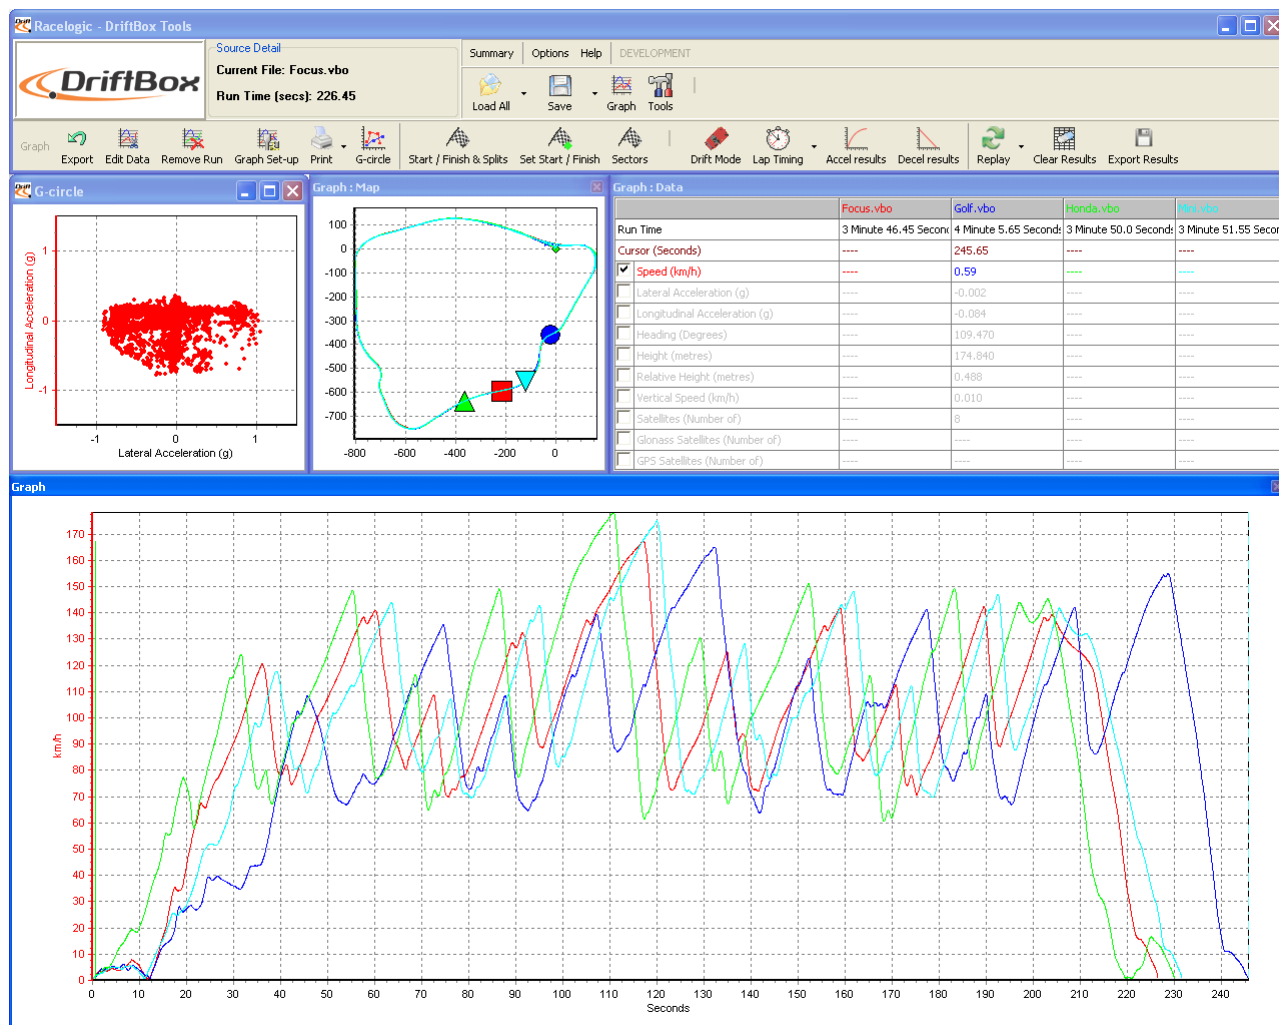 Racelogic - DriftBox Tools
DriftBox
Source Detail
Current File: Focus.vbo
Run Time (secs): 226.45
Summary Options Help DEVELOPMENT
Load All Save Graph Tools
Graph Export Edit Data Remove Run Graph Set-up Print G-circle Start / Finish & Splits Set Start / Finish Sectors Drift Mode Lap Timing Accel results Decel results Replay Clear Results Export Results
G-circle
Longitudinal Acceleration (g)
1
0
-1
-1 0 1
Lateral Acceleration (g)
Graph : Map
100
0
-100
-200
-300
-400
-500
-600
-700
-800 -600 -400 -200 0
Graph : Data
Focus.vbo Golf.vbo Honda.vbo Mini.vbo
Run Time 3 Minute 46.45 Second 4 Minute 5.65 Seconds 3 Minute 50.0 Seconds 3 Minute 51.55 Secon
Cursor (Seconds) ---- 245.65 ---- ----
Speed (km/h) ---- 0.59 ---- ----
Lateral Acceleration (g) ---- -0.002 ---- ----
Longitudinal Acceleration (g) ---- -0.084 ---- ----
Heading (Degrees) ---- 109.470 ---- ----
Height (metres) ---- 174.840 ---- ----
Relative Height (metres) ---- 0.488 ---- ----
Vertical Speed (km/h) ---- 0.010 ---- ----
Satellites (Number of) ---- 8 ---- ----
Glonass Satellites (Number of) ---- ---- ---- ----
GPS Satellites (Number of) ---- ---- ---- ----
Graph
km/h
170
160
150
140
130
120
110
100
90
80
70
60
50
40
30
20
10
0
0 10 20 30 40 50 60 70 80 90 100 110 120 130 140 150 160 170 180 190 200 210 220 230 240
Seconds